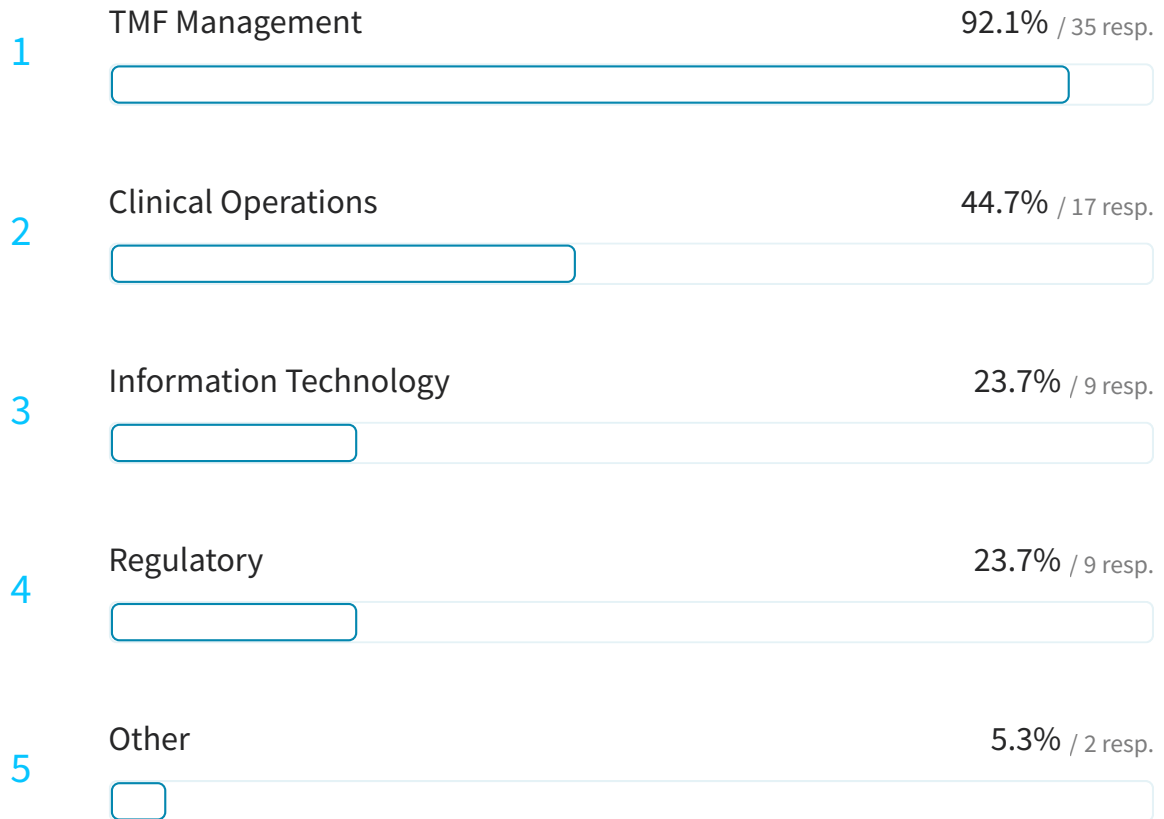 1
TMF Management 92.1% / 35 resp.
2
Clinical Operations 44.7% / 17 resp.
3
Information Technology 23.7% / 9 resp.
4
Regulatory 23.7% / 9 resp.
5
Other 5.3% / 2 resp.